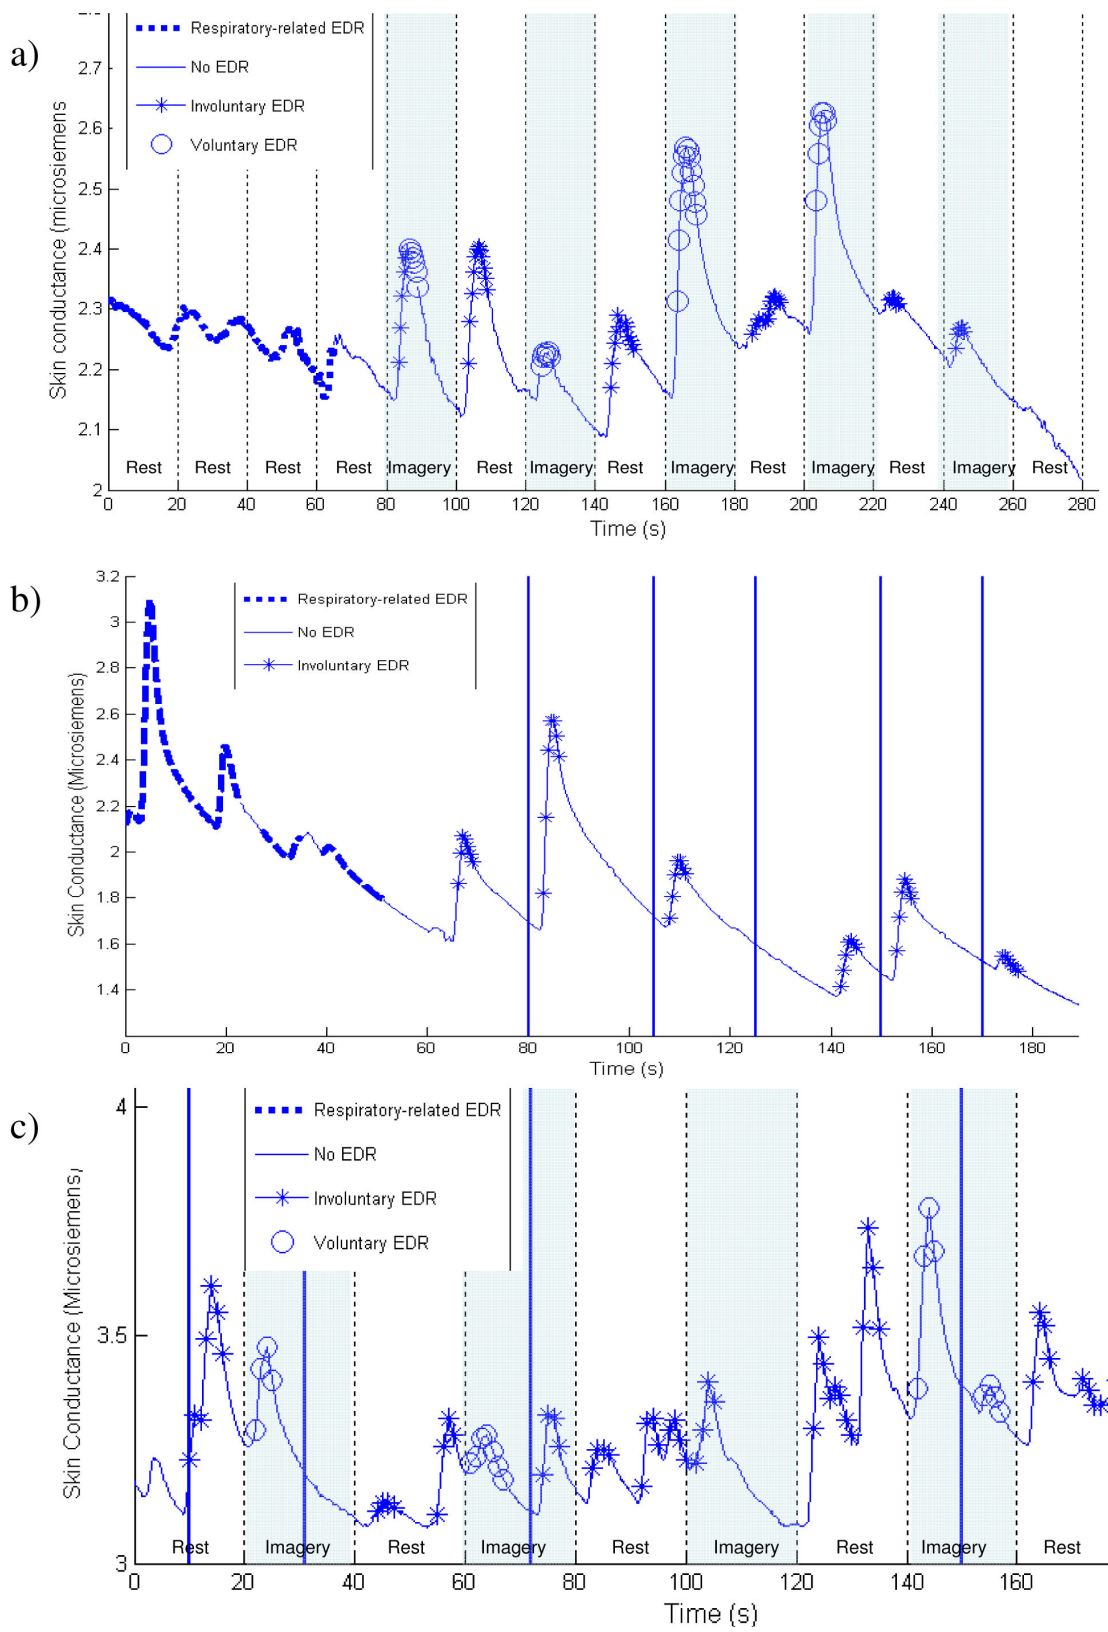 a)
2.8
Respiratory-related EDR
No EDR
Involuntary EDR
Voluntary EDR
2.7
2.6
2.5
2.4
2.3
2.2
2.1
2
Skin conductance (microsiemens
Rest Rest Rest Rest Imagery Rest Imagery Rest Imagery Rest Imagery Rest Imagery Rest
0 20 40 60 80 100 120 140 160 180 200 220 240 260 280
Time (s)
b)
Respiratory-related EDR
No EDR
Involuntary EDR
3.2
3
2.8
2.6
2.4
2.2
2
1.8
1.6
1.4
Skin Conductance (Microsiemens)
0 20 40 60 80 100 120 140 160 180
Time (s)
c)
Respiratory-related EDR
No EDR
Involuntary EDR
Voluntary EDR
4
3.5
3
Skin Conductance (Microsiemens)
Rest Imagery Rest Imagery Imagery Rest Imagery Rest
0 20 40 60 80 100 120 140 160
Time (s)